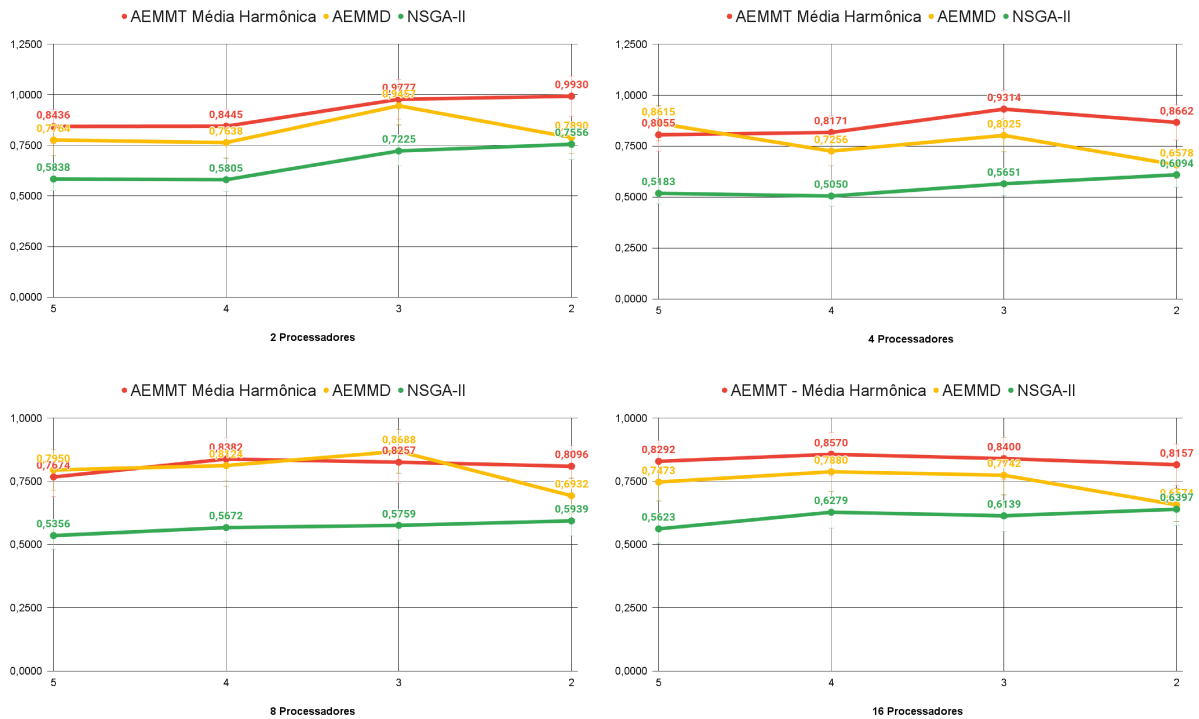 AEMMT Média Harmônica AEMMD NSGA-II
1,2500
1,0000
0,7500
0,5000
0,2500
0,0000
0,8436 0,8445 0,9777 0,9930
0,7764 0,7638 0,7890
0,5838 0,5805 0,7225 0,7556
5 4 3 2
2 Processadores
AEMMT Média Harmônica AEMMD NSGA-II
1,2500
1,0000
0,7500
0,5000
0,2500
0,0000
0,8055 0,8171 0,9314 0,8662
0,8615 0,7256 0,8025 0,6578
0,5183 0,5050 0,5651 0,6094
5 4 3 2
4 Processadores
AEMMT Média Harmônica AEMMD NSGA-II
1,0000
0,7500
0,5000
0,2500
0,0000
0,7674 0,8382 0,8257 0,8096
0,7950 0,8688 0,6932
0,5356 0,5672 0,5759 0,5939
5 4 3 2
8 Processadores
AEMMT - Média Harmônica AEMMD NSGA-II
1,0000
0,7500
0,5000
0,2500
0,0000
0,8292 0,8570 0,8400 0,8157
0,7473 0,7880 0,7742 0,6574
0,5623 0,6279 0,6139 0,6397
5 4 3 2
16 Processadores